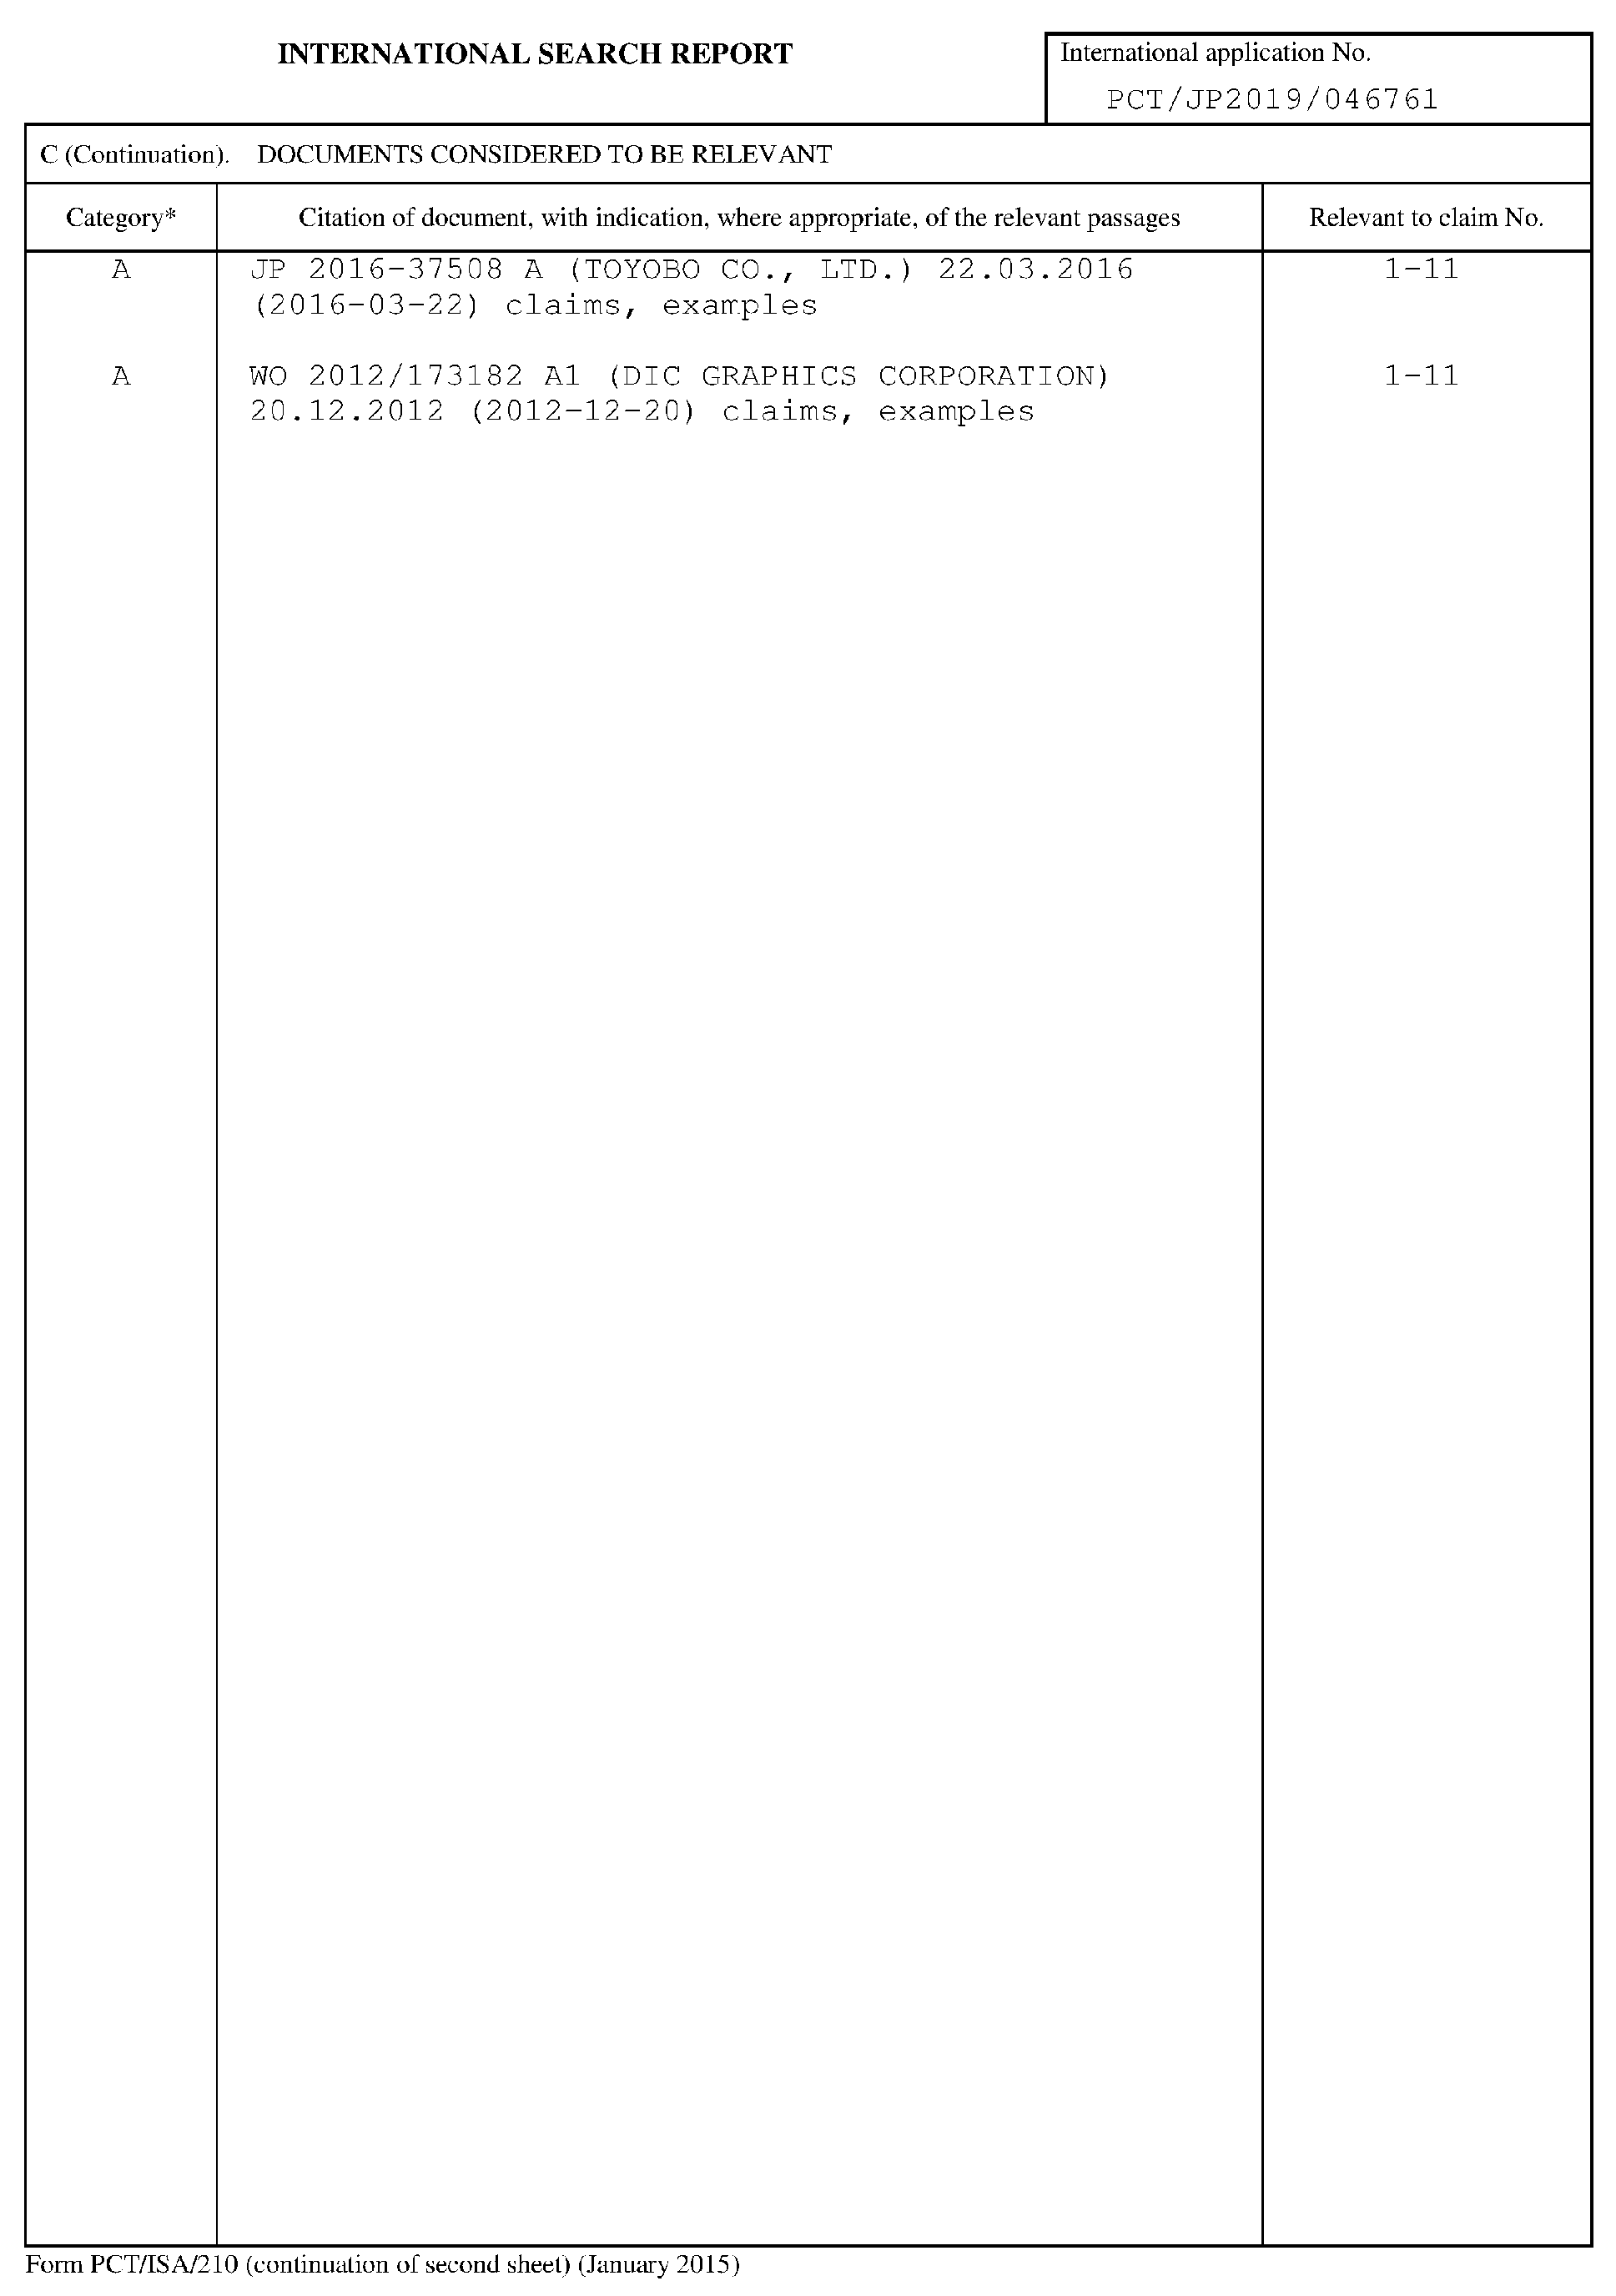 INTERNATIONAL SEARCH REPORT
International application No.
PCT/JP2019/046761
C (Continuation). DOCUMENTS CONSIDERED TO BE RELEVANT
Category* Citation of document, with indication, where appropriate, of the relevant passages Relevant to claim No.
A JP 2016-37508 A (TOYOBO CO., LTD.) 22.03.2016 1-11
(2016-03-22) claims, examples
A WO 2012/173182 A1 (DIC GRAPHICS CORPORATION) 1-11
20.12.2012 (2012-12-20) claims, examples
Form PCT/ISA/210 (continuation of second sheet) (January 2015)